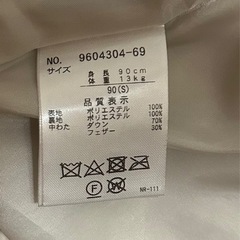 NO. 9604304-69
サイズ 身長 90cm
体重 13kg
90(S)
品質表示
表地 ポリエステル 100%
裏地 ポリエステル 100%
中わた ダウン 70%
フェザー 30%
F W
NR-111